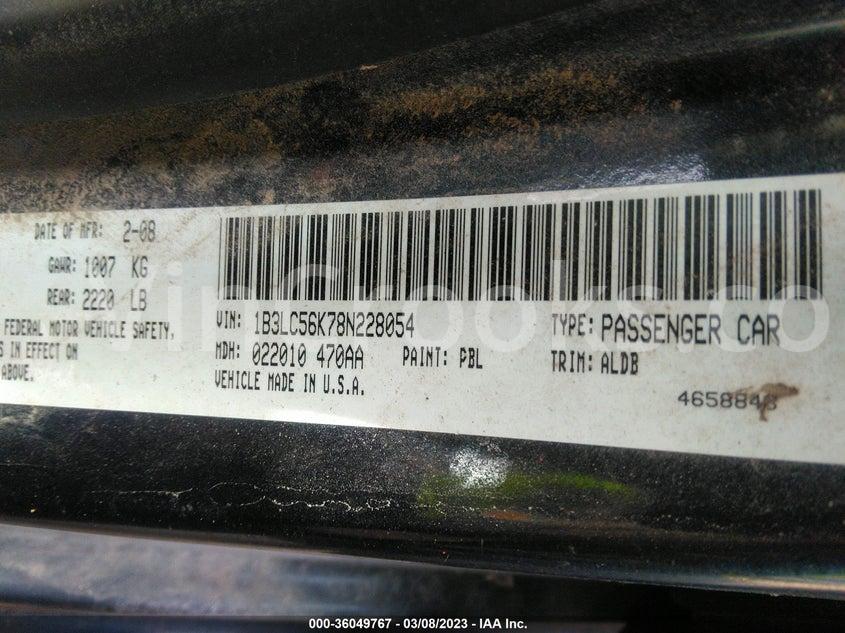 DATE OF MFR: 2-08
GAWR: 1007 KG
REAR: 2220 LB
FEDERAL MOTOR VEHICLE SAFETY,
S IN EFFECT ON
ABOVE.
VIN: 1B3LC56K78N228054
TYPE: PASSENGER CAR
MDH: 022010 470AA PAINT: PBL
TRIM: ALDB
VEHICLE MADE IN U.S.A.
000-36049767 — 03/08/2023 — IAA Inc.